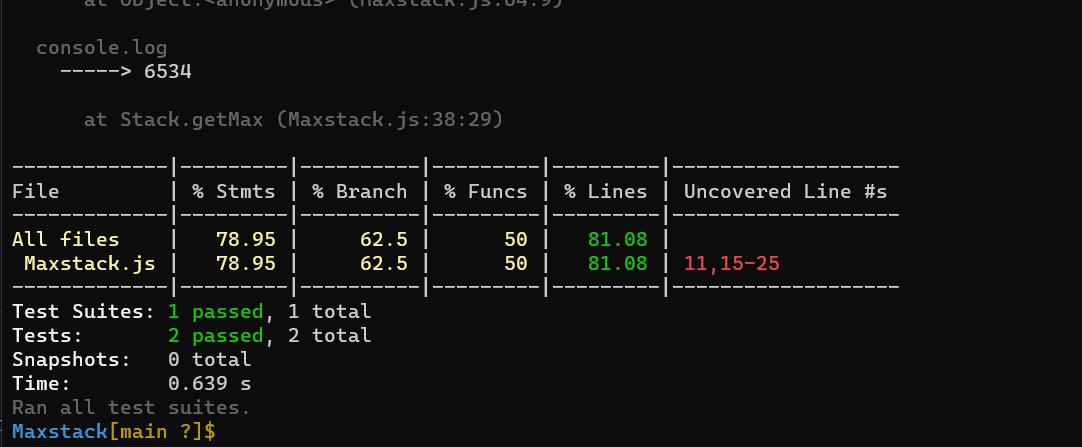 at Object.<anonymous> (Maxstack.js:64:9)
console.log
-----> 6534
at Stack.getMax (Maxstack.js:38:29)
-------------|---------|----------|---------|---------|-------------------
File         | % Stmts | % Branch | % Funcs | % Lines | Uncovered Line #s
-------------|---------|----------|---------|---------|-------------------
All files    |   78.95 |     62.5 |      50 |   81.08 |
 Maxstack.js |   78.95 |     62.5 |      50 |   81.08 | 11,15-25
-------------|---------|----------|---------|---------|-------------------
Test Suites: 1 passed, 1 total
Tests:       2 passed, 2 total
Snapshots:   0 total
Time:        0.639 s
Ran all test suites.
Maxstack[main ?]$